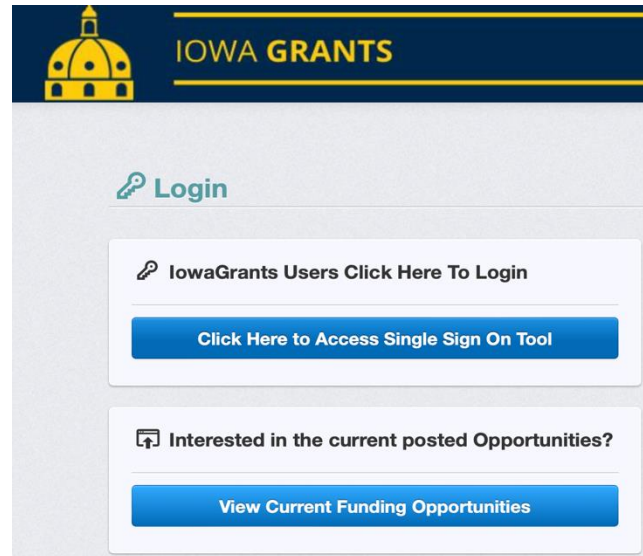 IOWA GRANTS
Login
IowaGrants Users Click Here To Login
Click Here to Access Single Sign On Tool
Interested in the current posted Opportunities?
View Current Funding Opportunities